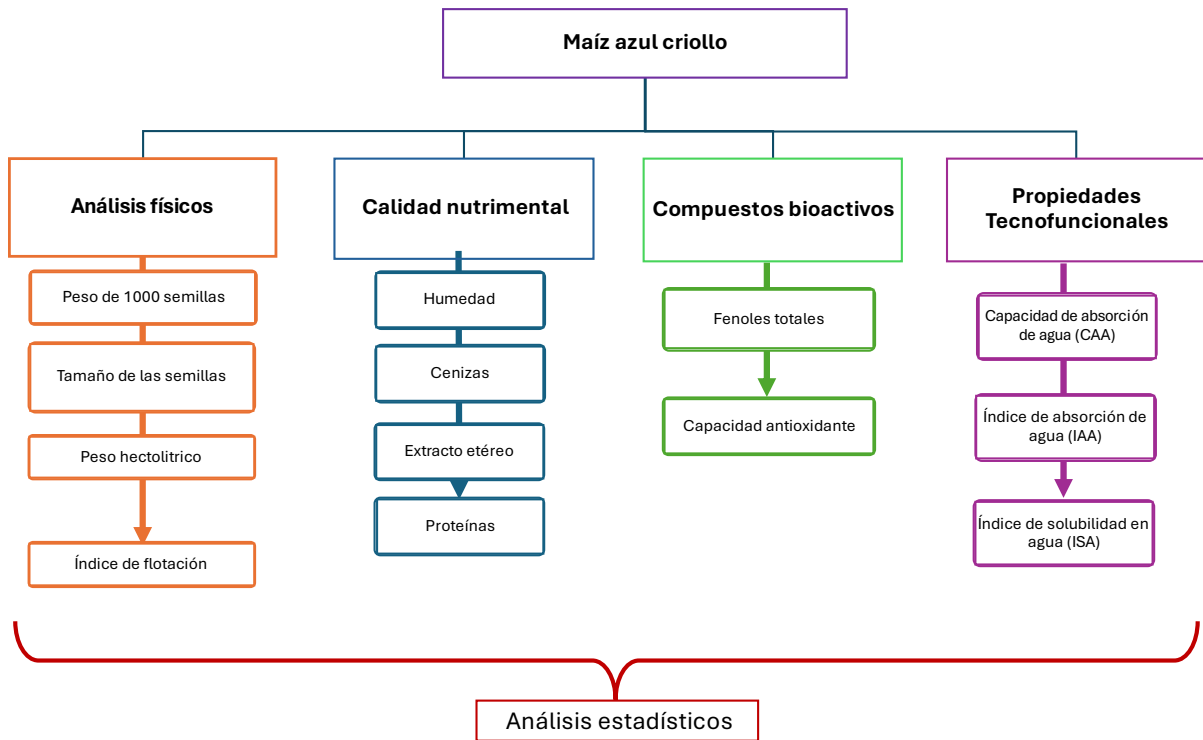 Maíz azul criollo
Análisis físicos
Peso de 1000 semillas
Tamaño de las semillas
Peso hectolitrico
Índice de flotación
Calidad nutrimental
Humedad
Cenizas
Extracto etéreo
Proteínas
Compuestos bioactivos
Fenoles totales
Capacidad antioxidante
Propiedades
Tecnofuncionales
Capacidad de absorción
de agua (CAA)
Índice de absorción de
agua (IAA)
Índice de solubilidad en
agua (ISA)
Análisis estadísticos